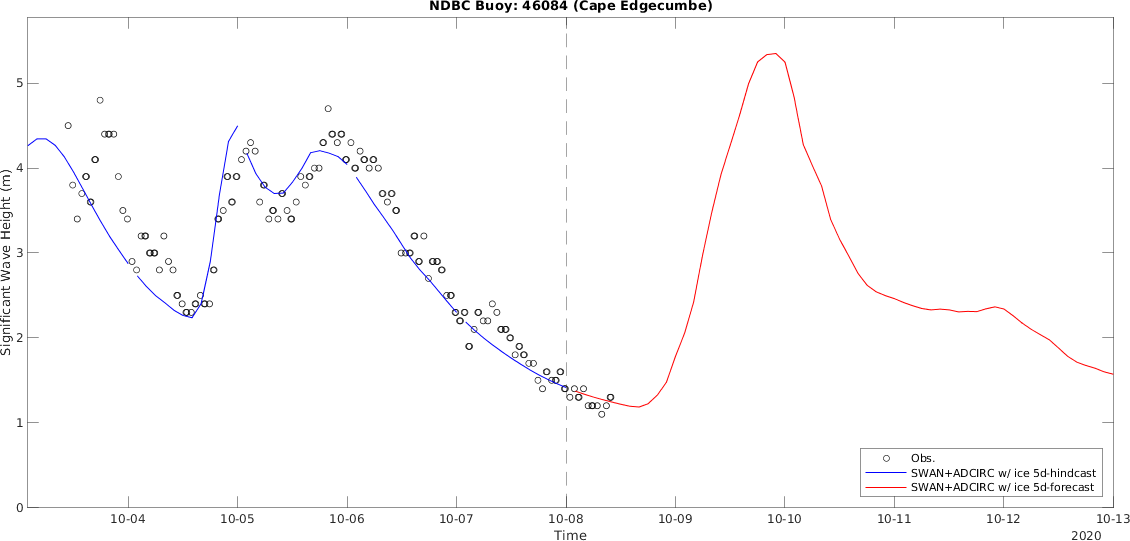 NDBC Buoy: 46084 (Cape Edgecumbe)
Significant Wave Height (m)
5
4
3
2
1
0
Obs.
SWAN+ADCIRC w/ ice 5d-hindcast
SWAN+ADCIRC w/ ice 5d-forecast
10-04 10-05 10-06 10-07 10-08 10-09 10-10 10-11 10-12 10-13
Time
2020